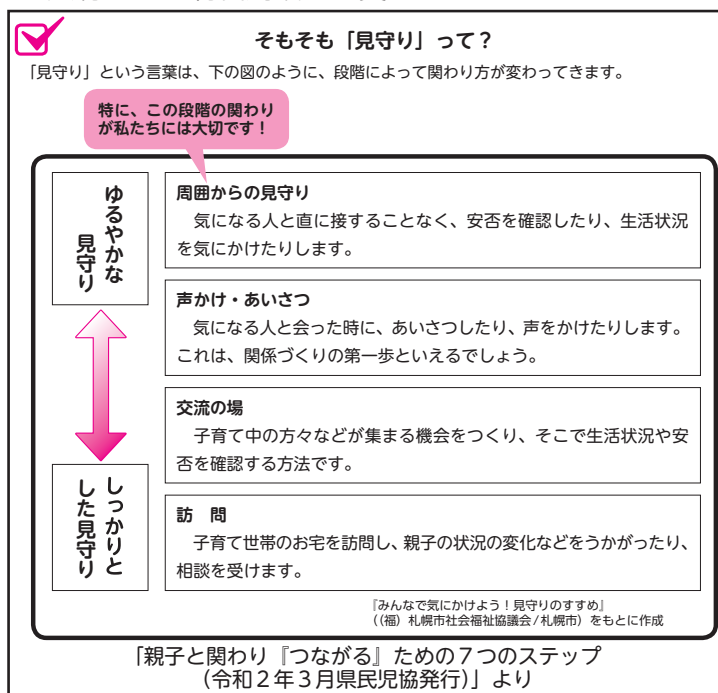 そもそも「見守り」って？
「見守り」という言葉は、下の図のように、段階によって関わり方が変わってきます。
特に、この段階の関わり
が私たちには大切です！
ゆるやかな
見守り
周囲からの見守り
気になる人と直に接することなく、安否を確認したり、生活状況
を気にかけたりします。
声かけ・あいさつ
気になる人と会った時に、あいさつしたり、声をかけたりします。
これは、関係づくりの第一歩といえるでしょう。
交流の場
子育て中の方々などが集まる機会をつくり、そこで生活状況や安
否を確認する方法です。
しっかりと
した見守り
訪　問
子育て世帯のお宅を訪問し、親子の状況の変化などをうかがったり、
相談を受けます。
『みんなで気にかけよう！見守りのすすめ』
（（福）札幌市社会福祉協議会/札幌市）をもとに作成
「親子と関わり『つながる』ための７つのステップ
（令和２年３月県民児協発行）」より